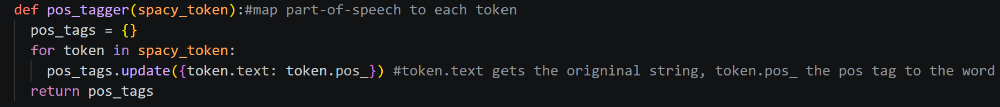 def pos_tagger(spacy_token):#map part-of-speech to each token
pos_tags = {}
for token in spacy_token:
pos_tags.update({token.text: token.pos_}) #token.text gets the origninal string, token.pos_ the pos tag to the word
return pos_tags